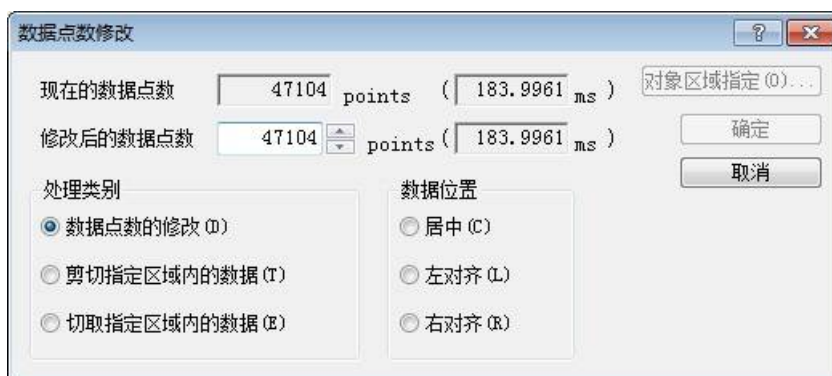 数据点数修改
现在的数据点数 47104 points ( 183.9961 ms ) 对象区域指定(O)...
修改后的数据点数 47104 points ( 183.9961 ms ) 确定
取消
处理类别 数据位置
数据点数的修改(D) 居中(C)
剪切指定区域内的数据(T) 左对齐(L)
切取指定区域内的数据(E) 右对齐(R)